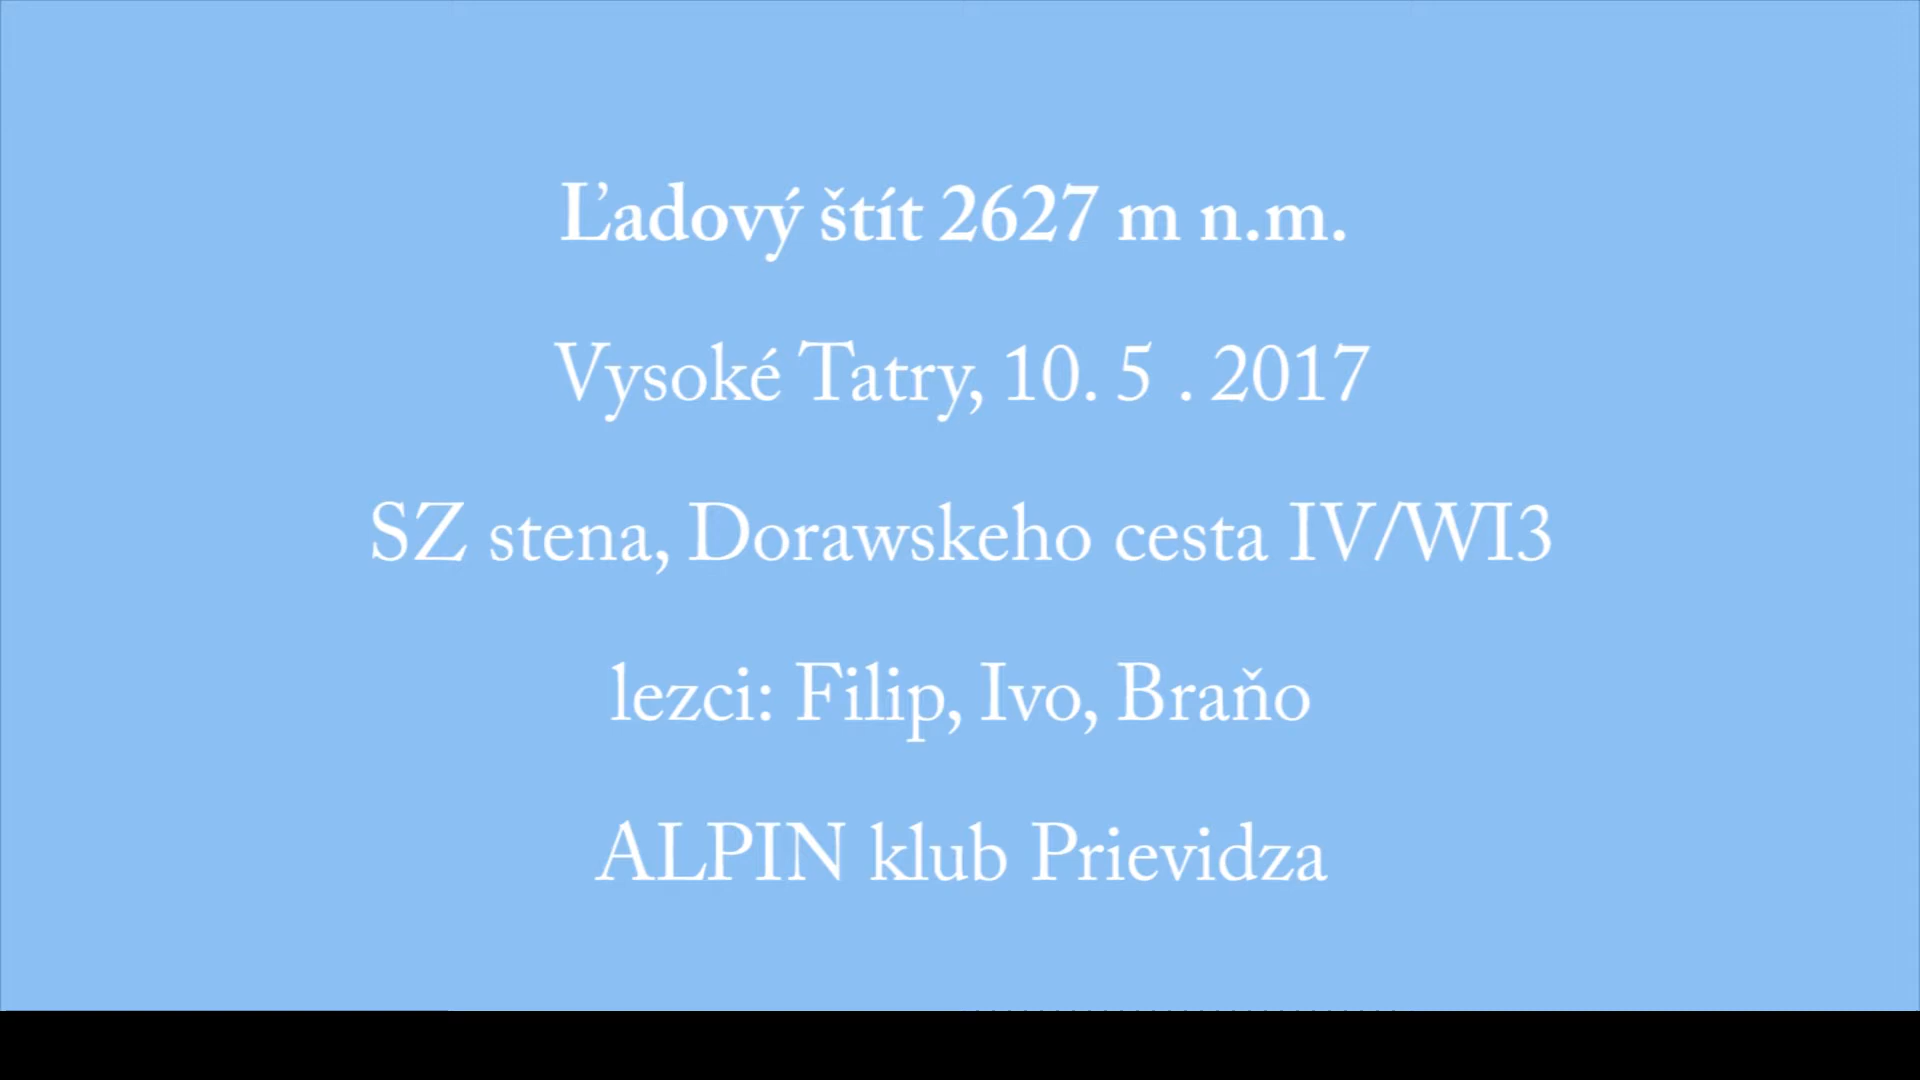 Ľadový štít 2627 m n.m.
Vysoké Tatry, 10. 5 . 2017
SZ stena, Dorawskeho cesta IV/WI3
lezci: Filip, Ivo, Braňo
ALPIN klub Prievidza